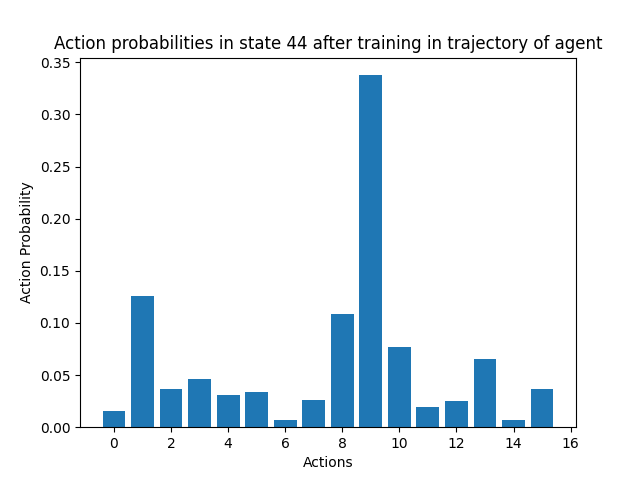 Action probabilities in state 44 after training in trajectory of agent
0.35
0.30
0.25
0.20
0.15
0.10
0.05
0.00
Action Probability
0 2 4 6 8 10 12 14 16
Actions